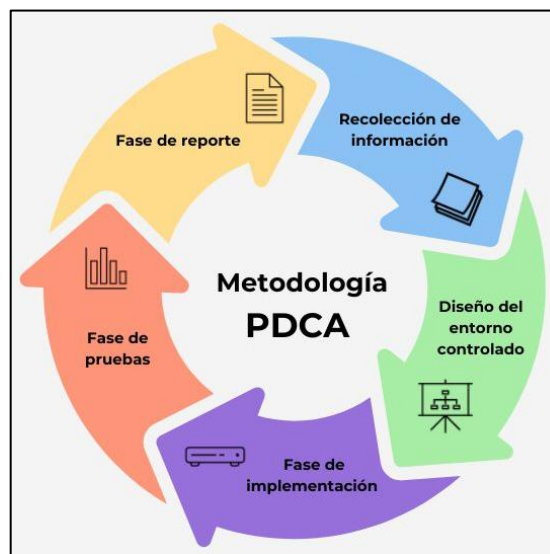 Metodología
PDCA
Recolección de
información
Diseño del
entorno
controlado
Fase de
implementación
Fase de
pruebas
Fase de reporte